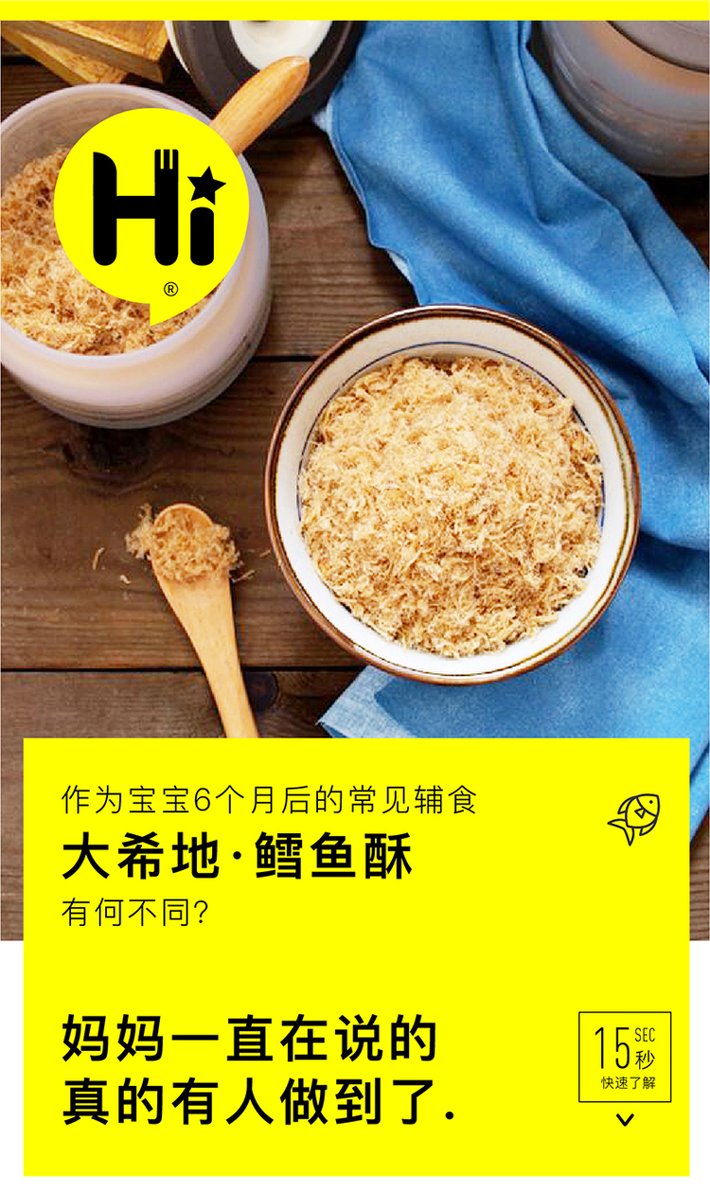 Hi
®
作为宝宝6个月后的常见辅食
大希地·鳕鱼酥
有何不同?
妈妈一直在说的
真的有人做到了.
15 SEC
秒
快速了解